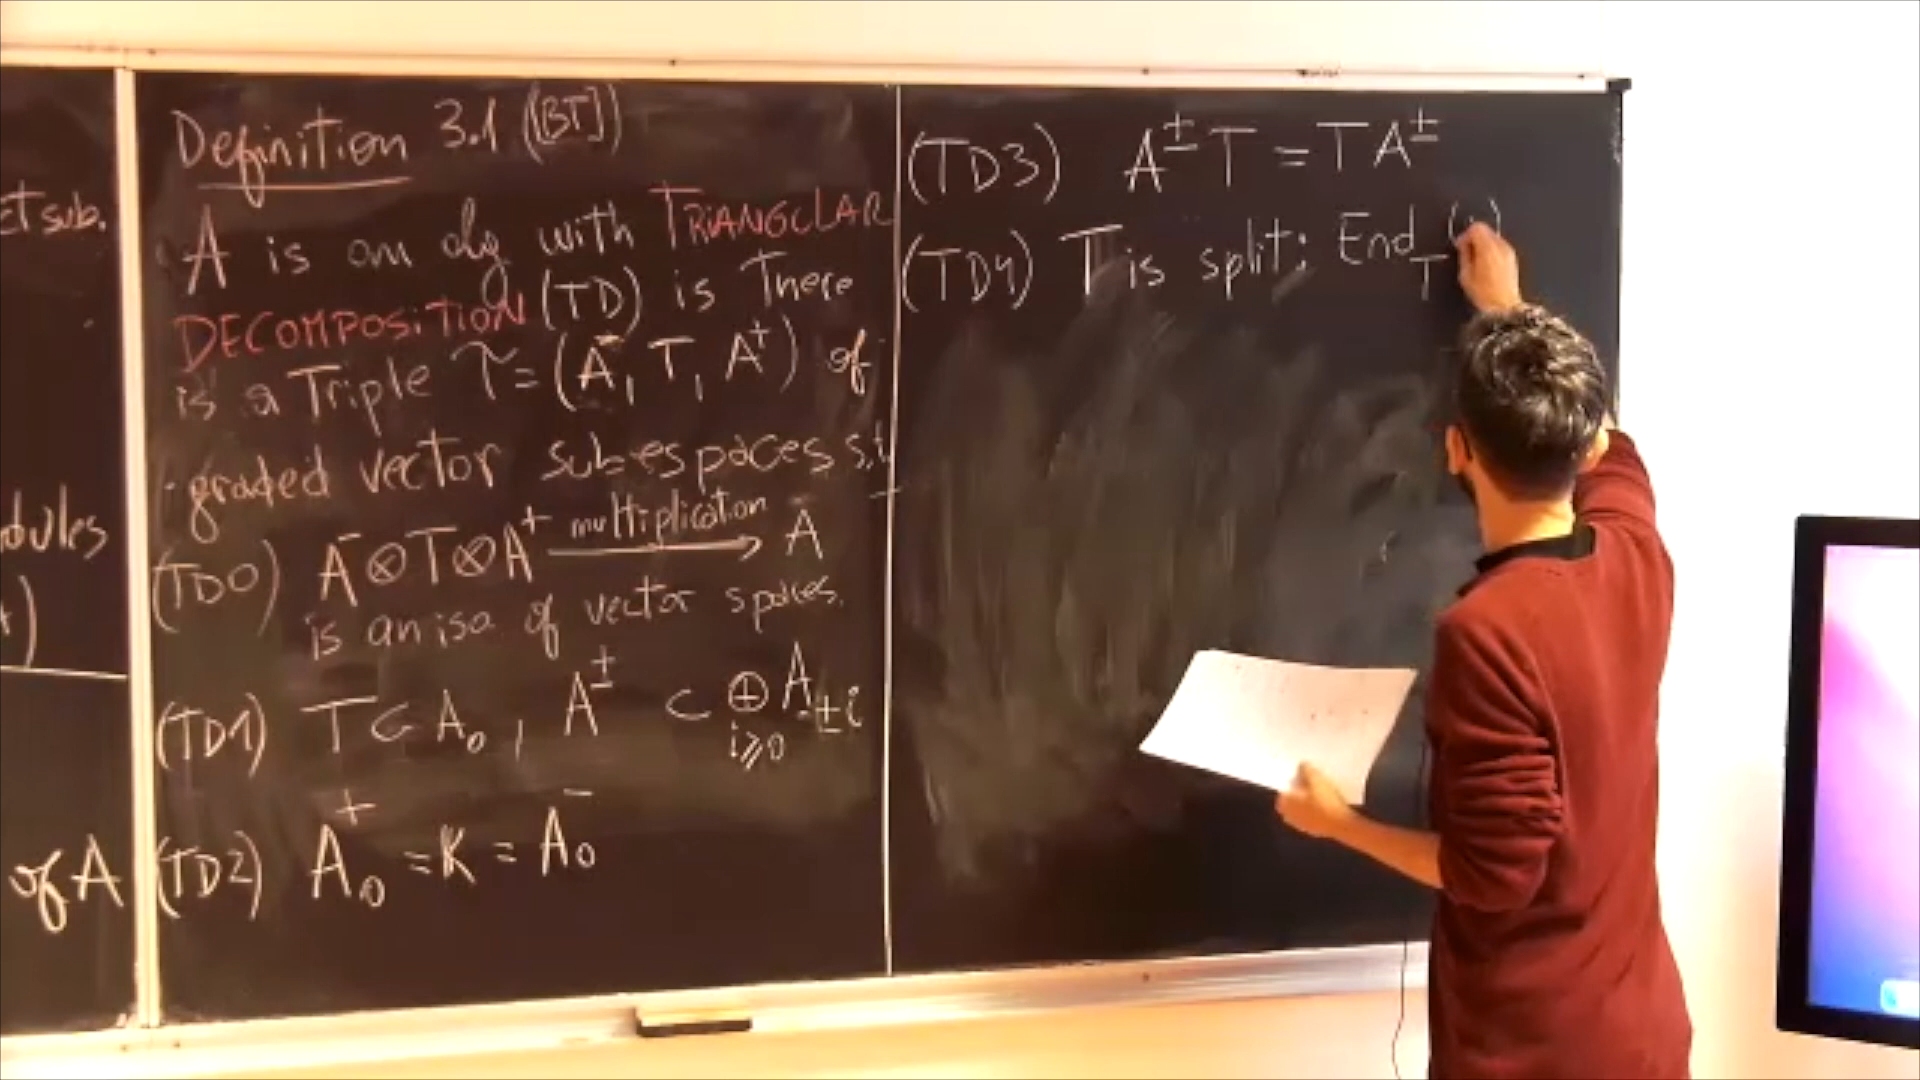 et sub.
dules
of A
Definition 3.1 ([BT])
A is an alg with TRIANGULAR
DECOMPOSITION (TD) is there
is a Triple 𝒯 = (A⁻, T, A⁺) of
graded vector subespaces s.t
(TD0) A⁻ ⊗ T ⊗ A⁺ multiplication → A
is an iso of vector spaces.
(TD1) T ⊂ A₀, A^± ⊂ ⊕_{i≥0} A_{±i}
(TD2) A₀⁺ = K = A₀⁻
(TD3) A^± T = T A^±
(TD4) T is split: End_T